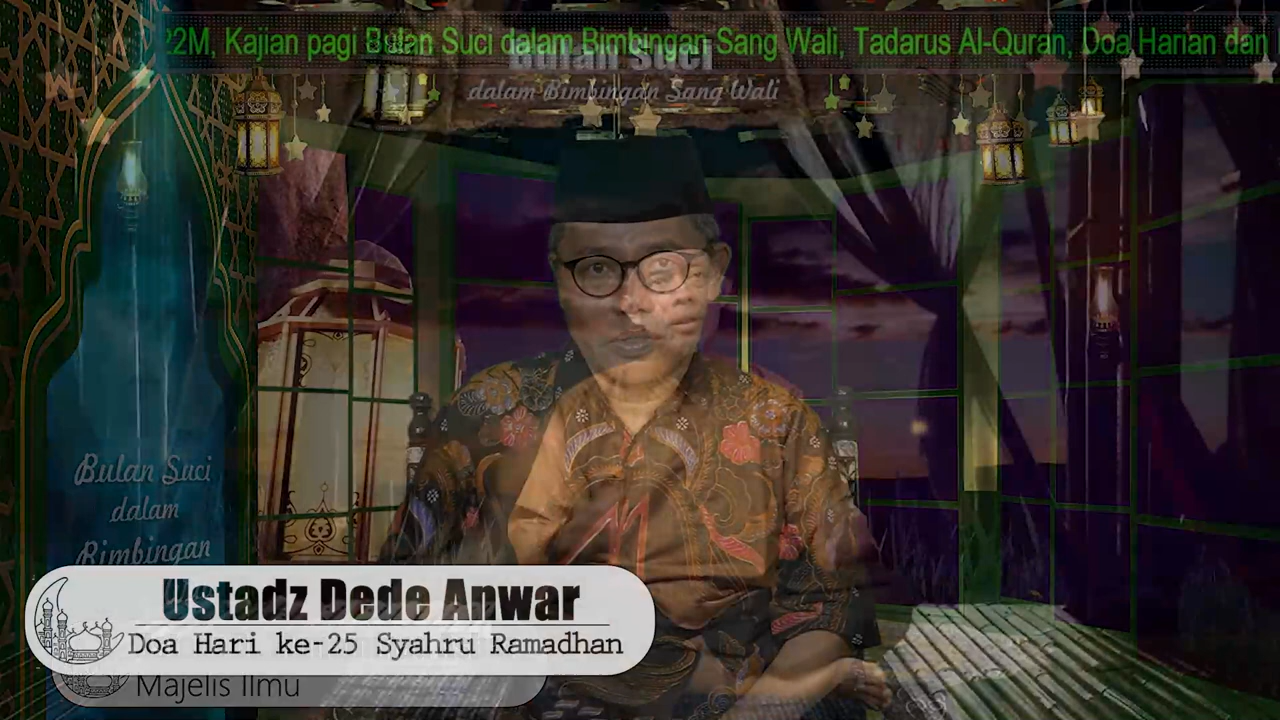 22M, Kajian pagi Bulan Suci dalam Bimbingan Sang Wali, Tadarus Al-Quran, Doa Harian dan
Bulan Suci
dalam Bimbingan Sang Wali
Bulan Suci
dalam
Bimbingan
Ustadz Dede Anwar
Doa Hari ke-25 Syahru Ramadhan
Majelis Ilmu